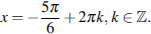 x = −5π/6 + 2πk, k ∈ ℤ.